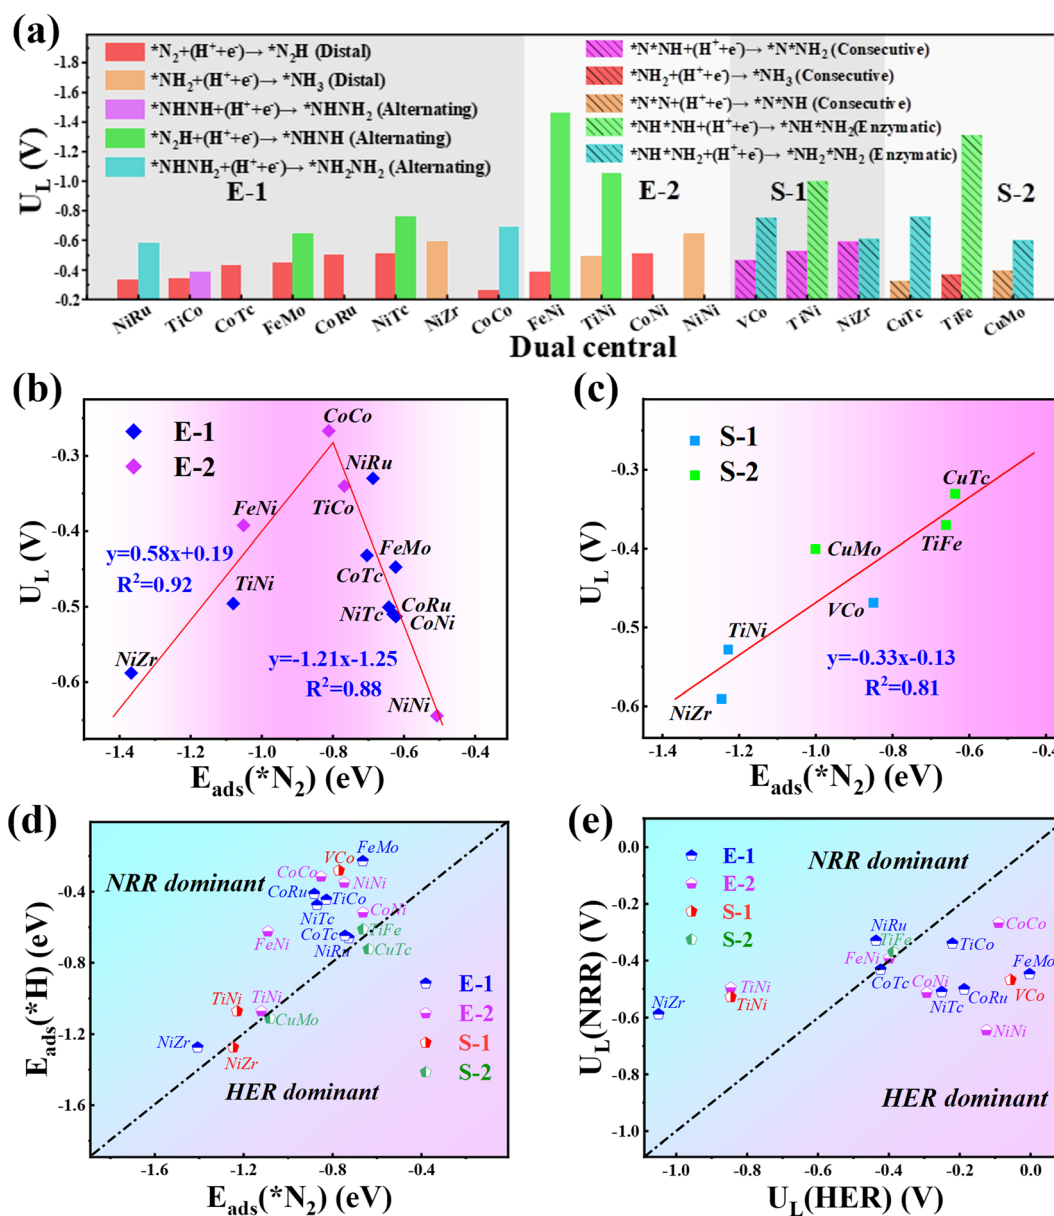 (a)
U_L (V)
-1.8
-1.6
-1.4
-1.2
-1.0
-0.8
-0.6
-0.4
-0.2
*N₂+(H⁺+e⁻)→ *N₂H (Distal)
*NH₂+(H⁺+e⁻)→ *NH₃ (Distal)
*NHNH+(H⁺+e⁻)→ *NHNH₂ (Alternating)
*N₂H+(H⁺+e⁻)→ *NHNH (Alternating)
*NHNH₂+(H⁺+e⁻)→ *NH₂NH₂ (Alternating)
*N*NH+(H⁺+e⁻)→ *N*NH₂ (Consecutive)
*NH₂+(H⁺+e⁻)→ *NH₃ (Consecutive)
*N*N+(H⁺+e⁻)→ *N*NH (Consecutive)
*NH*NH+(H⁺+e⁻)→ *NH*NH₂(Enzymatic)
*NH*NH₂+(H⁺+e⁻)→ *NH₂*NH₂ (Enzymatic)
E-1 E-2 S-1 S-2
NiRu TiCo CoTc FeMo CoRu NiTc NiZr CoCo FeNi TiNi CoNi NiNi VCo TiNi NiZr CuTc TiFe CuMo
Dual central
(b)
U_L (V)
-0.3
-0.4
-0.5
-0.6
E-1
E-2
CoCo
NiRu
TiCo
FeNi
FeMo
CoTc
TiNi
CoRu
NiTc
CoNi
NiZr
NiNi
y=0.58x+0.19
R²=0.92
y=-1.21x-1.25
R²=0.88
-1.4 -1.2 -1.0 -0.8 -0.6 -0.4
E_ads(*N₂) (eV)
(c)
U_L (V)
-0.3
-0.4
-0.5
-0.6
S-1
S-2
CuTc
TiFe
CuMo
VCo
TiNi
NiZr
y=-0.33x-0.13
R²=0.81
-1.4 -1.2 -1.0 -0.8 -0.6 -0.4
E_ads(*N₂) (eV)
(d)
E_ads(*H) (eV)
-0.4
-0.8
-1.2
-1.6
NRR dominant
HER dominant
FeMo
VCo
CoCo
NiNi
CoRu
TiCo
NiTc
CoNi
FeNi
CoTc
TiFe
NiRu
CuTc
TiNi
TiNi
CuMo
NiZr
NiZr
E-1
E-2
S-1
S-2
-1.6 -1.2 -0.8 -0.4
E_ads(*N₂) (eV)
(e)
U_L(NRR) (V)
0.0
-0.2
-0.4
-0.6
-0.8
-1.0
E-1
E-2
S-1
S-2
NRR dominant
HER dominant
NiRu
CoCo
TiFe
TiCo
FeNi
FeMo
CoTc
CoNi
TiNi
TiNi
NiTc
CoRu
VCo
NiZr
NiNi
-1.0 -0.8 -0.6 -0.4 -0.2 0.0
U_L(HER) (V)